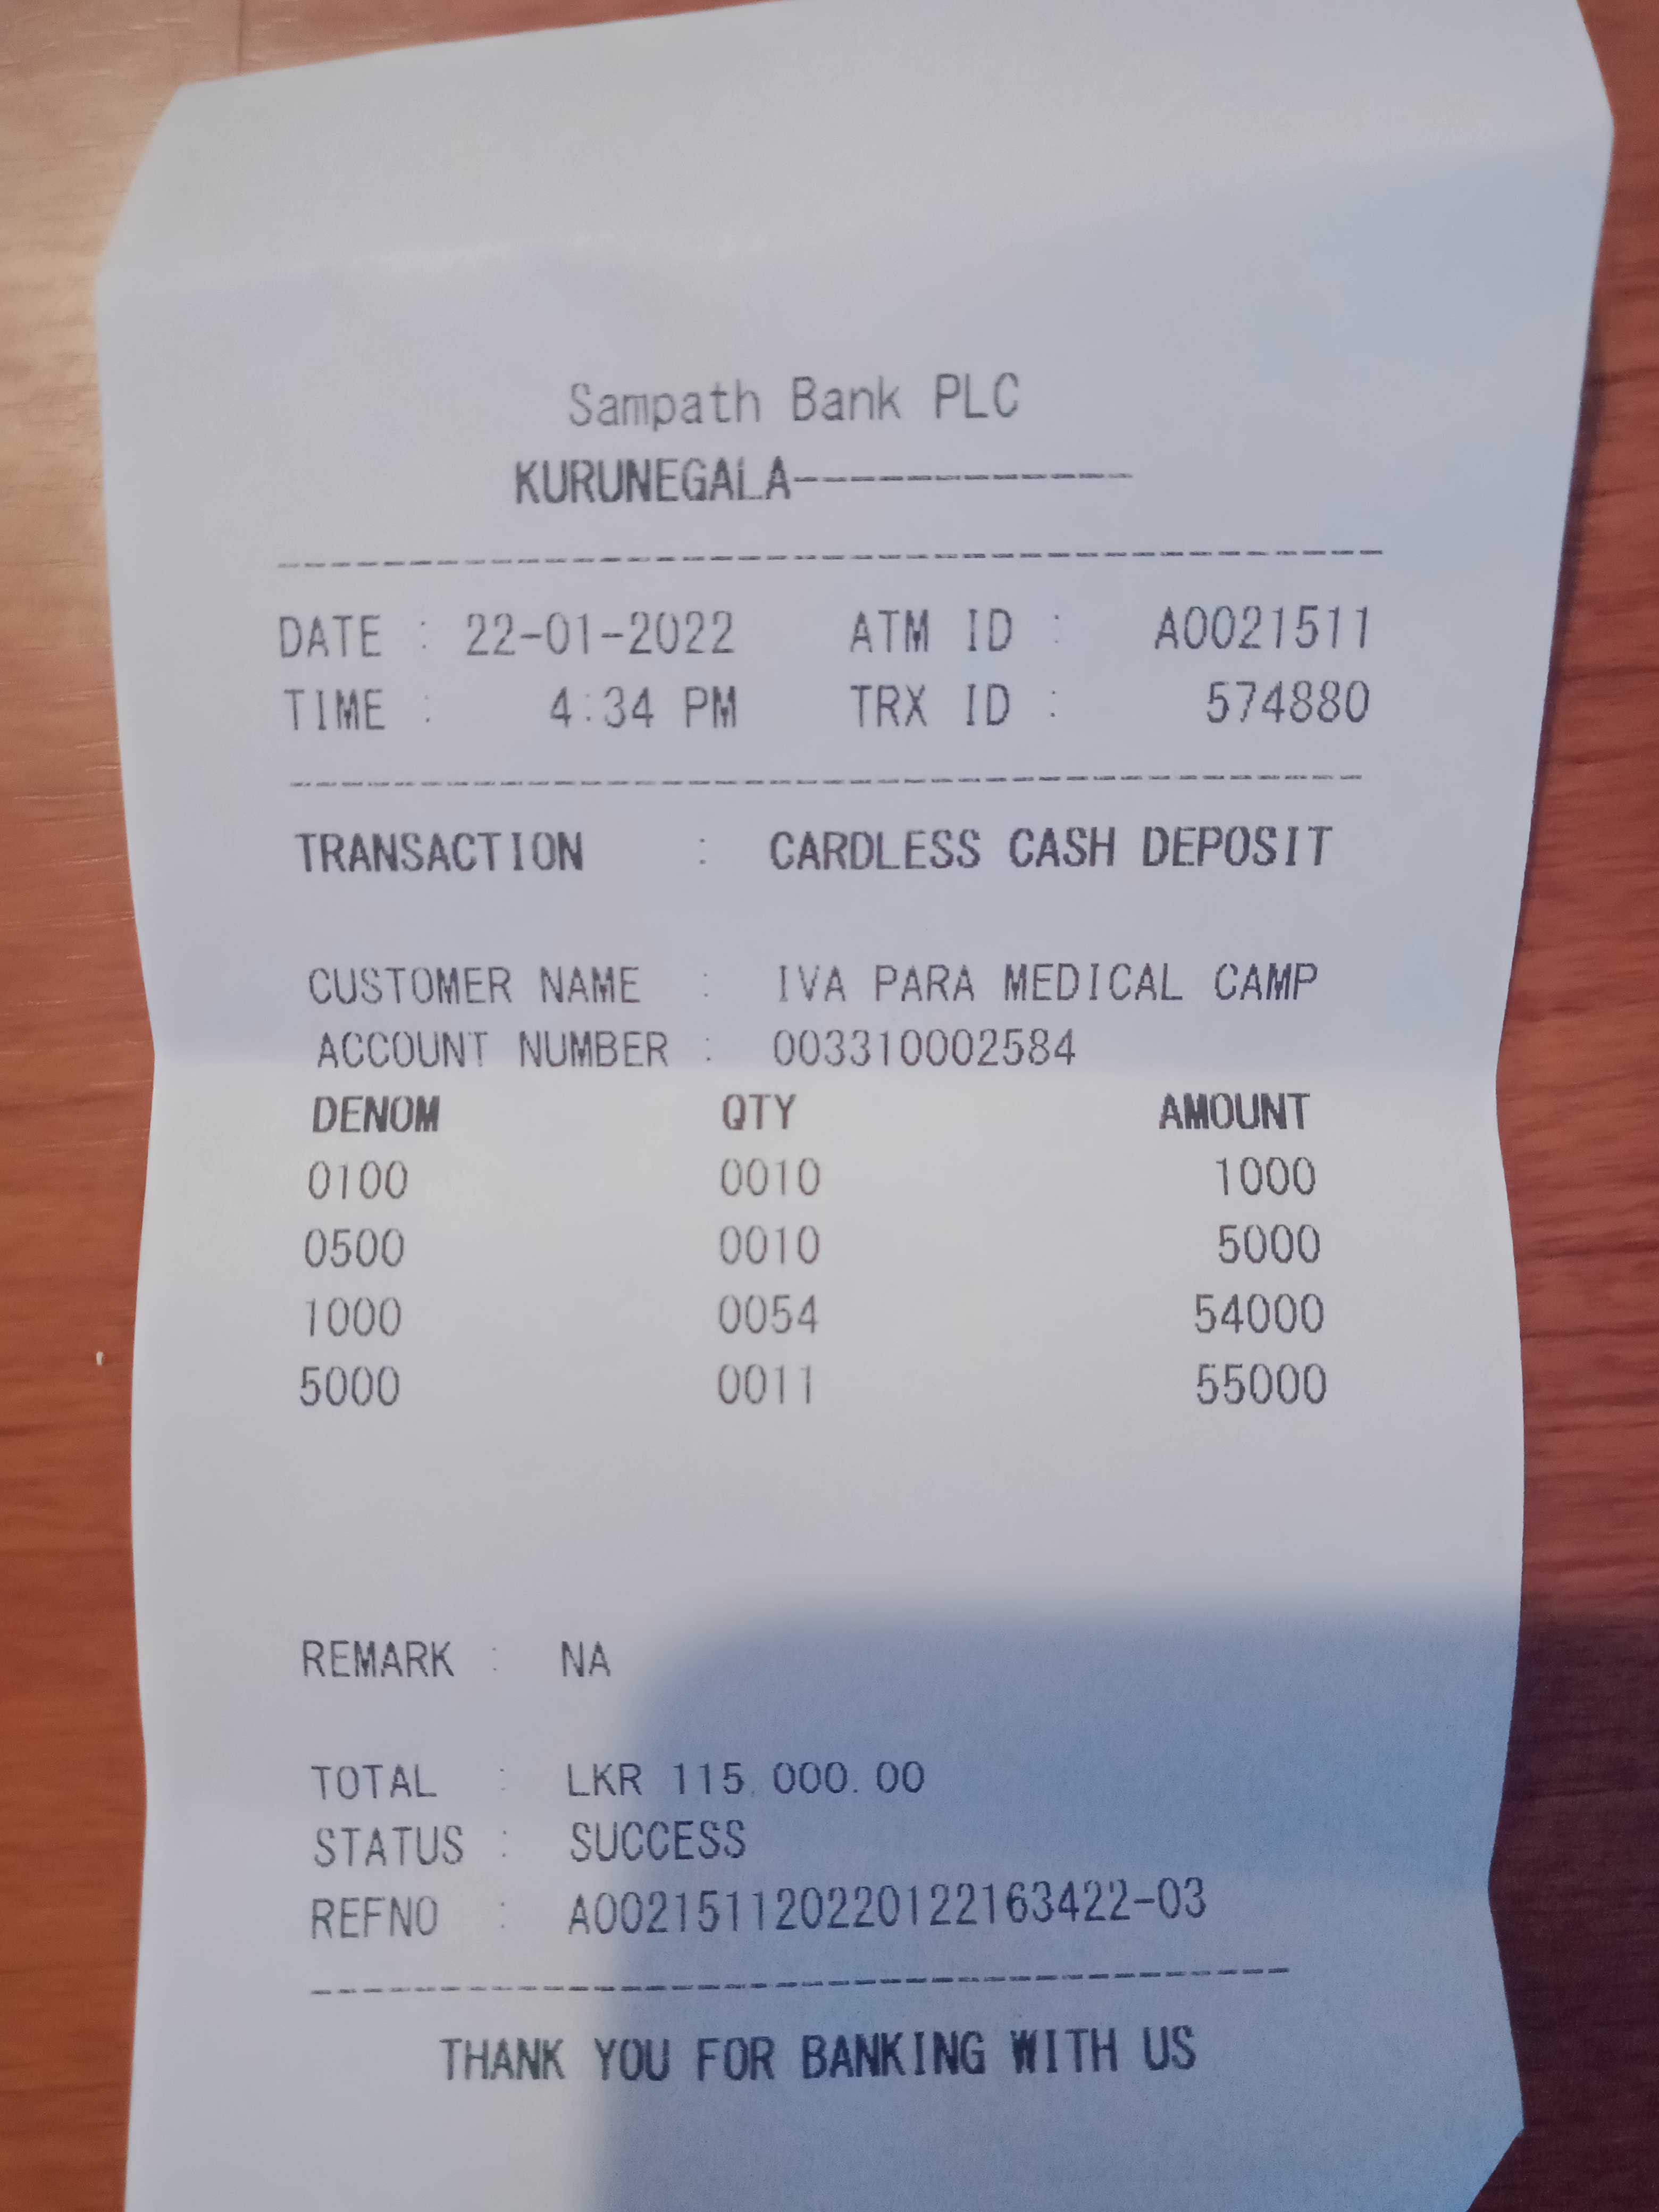 Sampath Bank PLC
KURUNEGALA-------------
------------------------------------------
DATE : 22-01-2022 ATM ID : A0021511
TIME : 4:34 PM TRX ID : 574880
------------------------------------------
TRANSACTION : CARDLESS CASH DEPOSIT
CUSTOMER NAME : IVA PARA MEDICAL CAMP
ACCOUNT NUMBER : 003310002584
DENOM QTY AMOUNT
0100 0010 1000
0500 0010 5000
1000 0054 54000
5000 0011 55000
REMARK : NA
TOTAL : LKR 115,000.00
STATUS : SUCCESS
REFNO : A002151120220122163422-03
------------------------------------------
THANK YOU FOR BANKING WITH US